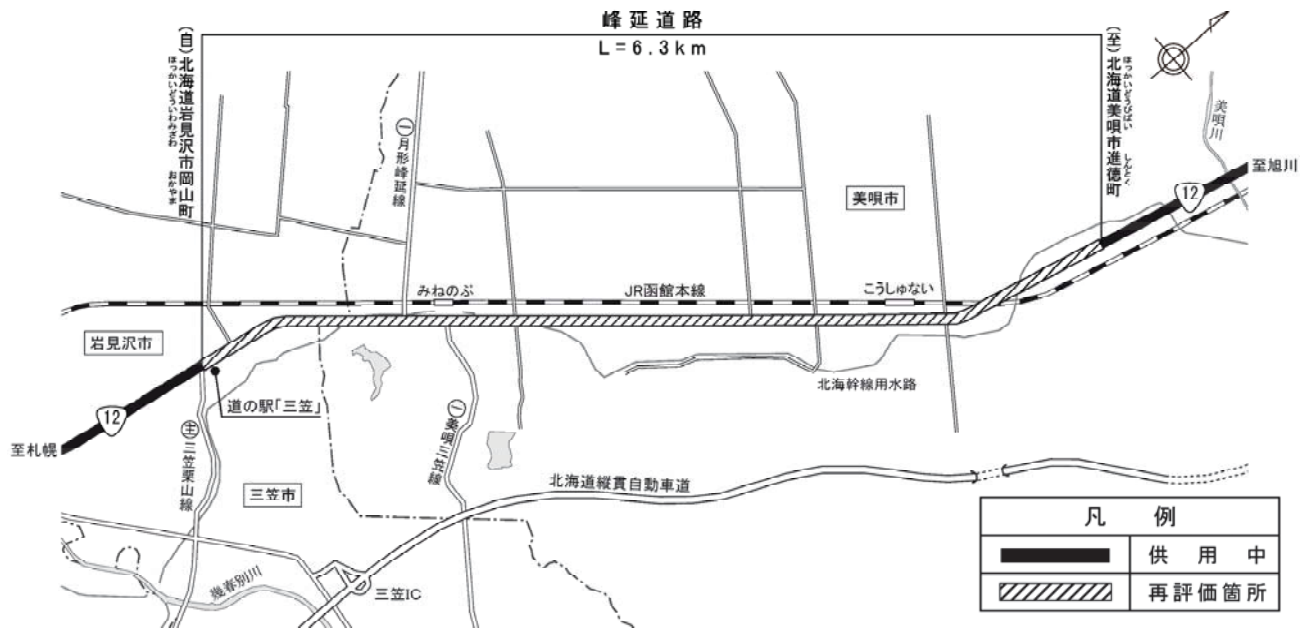 峰延道路
L=6.3km
(自)北海道岩見沢市岡山町
ほっかいどういわみざわ おかやま
(至)北海道美唄市進徳町
ほっかいどうびばい しんとく
美唄川
至旭川
12
㊀月形峰延線
美唄市
みねのぶ
JR函館本線
こうしゅない
岩見沢市
北海幹線用水路
道の駅「三笠」
12
至札幌
㊀美唄三笠線
㊤三笠栗山線
三笠市
北海道縦貫自動車道
幾春別川
三笠IC
凡例
供用中
再評価箇所